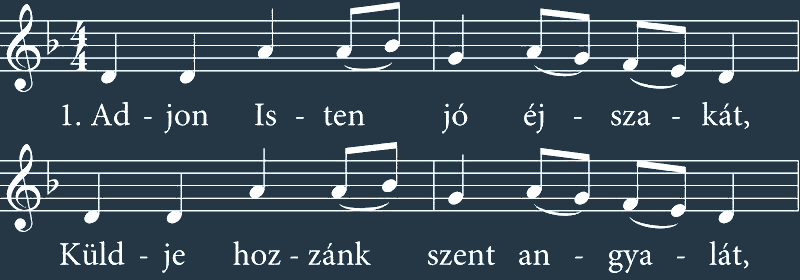 1. Ad - jon Is - ten jó éj - sza - kát,
Küld - je hoz - zánk szent an - gya - lát,